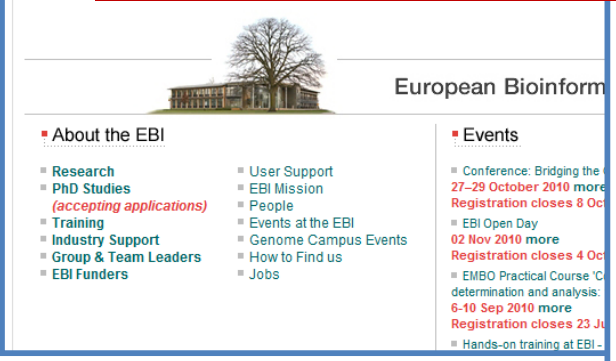 European Bioinform
About the EBI
Research
PhD Studies
(accepting applications)
Training
Industry Support
Group & Team Leaders
EBI Funders
User Support
EBI Mission
People
Events at the EBI
Genome Campus Events
How to Find us
Jobs
Events
Conference: Bridging the
27–29 October 2010 more
Registration closes 8 Oct
EBI Open Day
02 Nov 2010 more
Registration closes 4 Oct
EMBO Practical Course 'C
determination and analysis:
6-10 Sep 2010 more
Registration closes 23 Ju
Hands-on training at EBI -